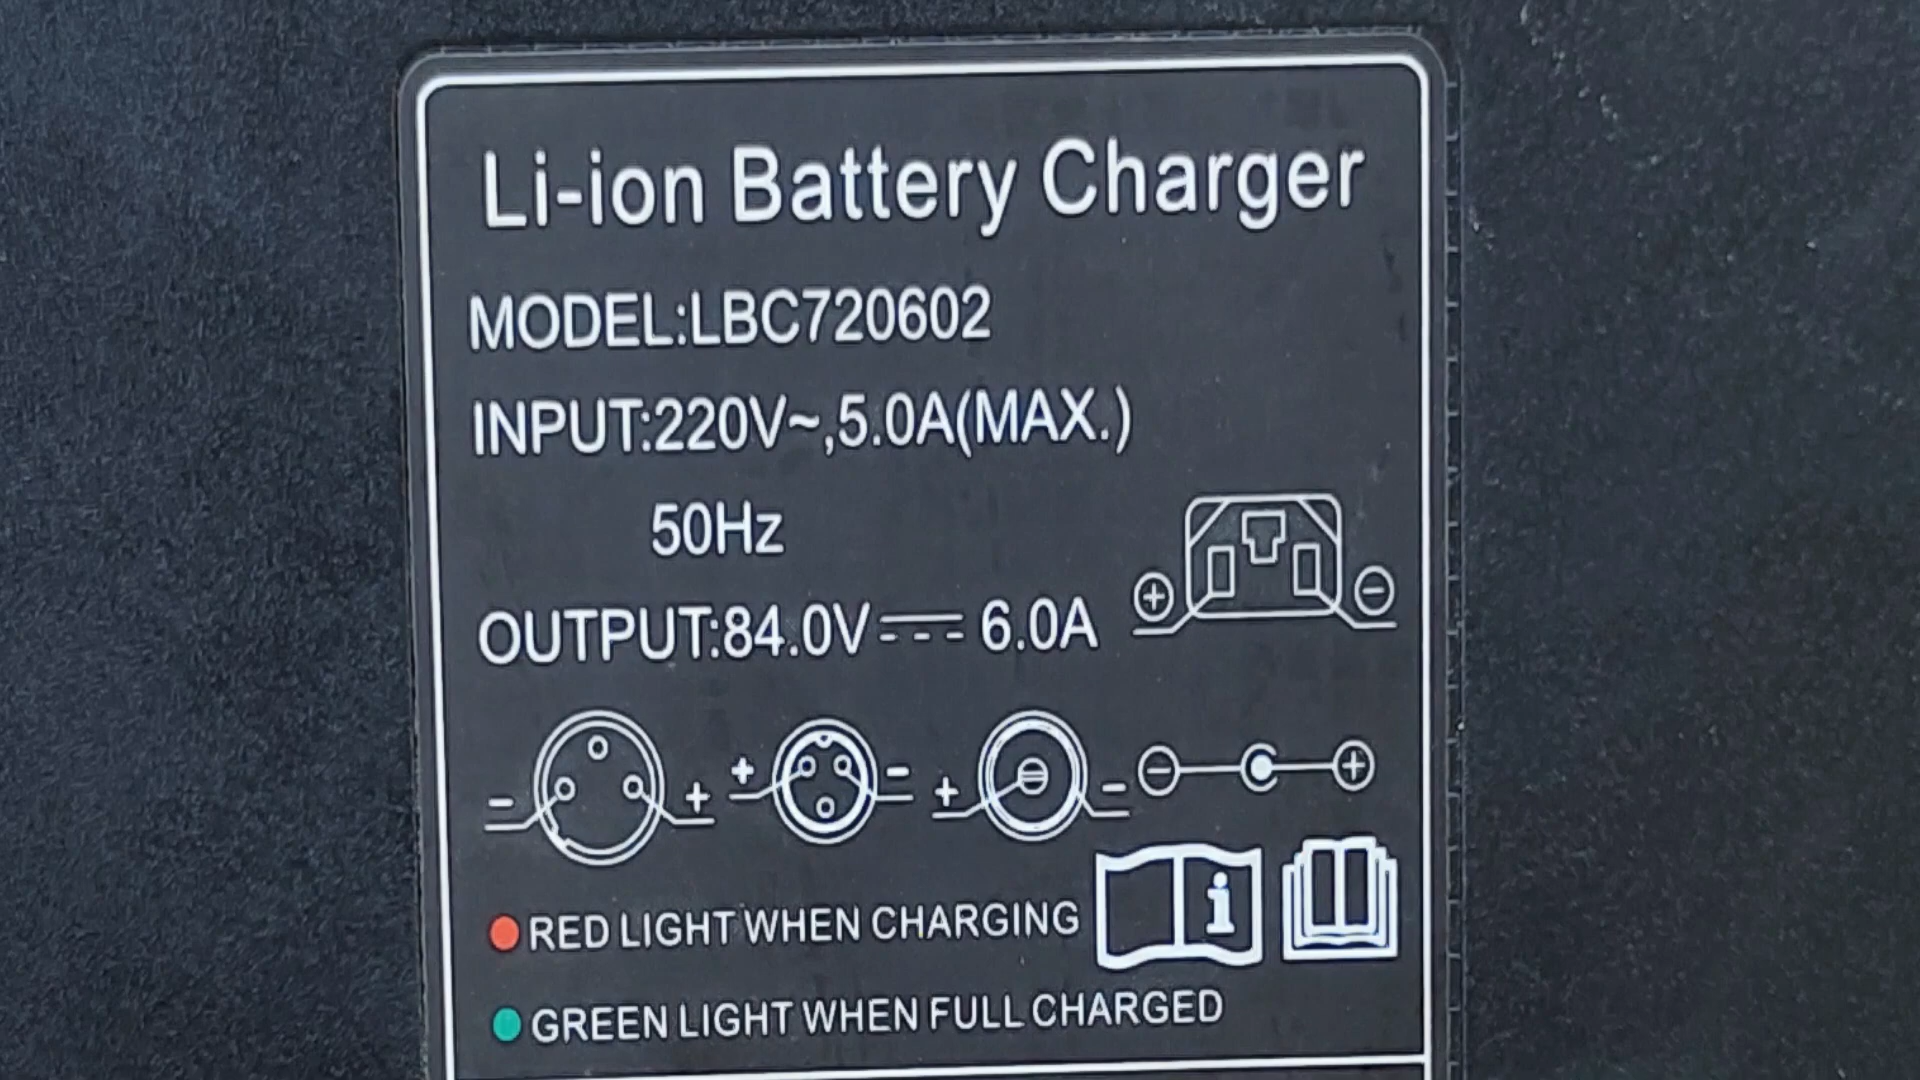 Li-ion Battery Charger
MODEL:LBC720602
INPUT:220V~,5.0A(MAX.)
50Hz
OUTPUT:84.0V⎓6.0A
- + + - + - - +
i
RED LIGHT WHEN CHARGING
GREEN LIGHT WHEN FULL CHARGED